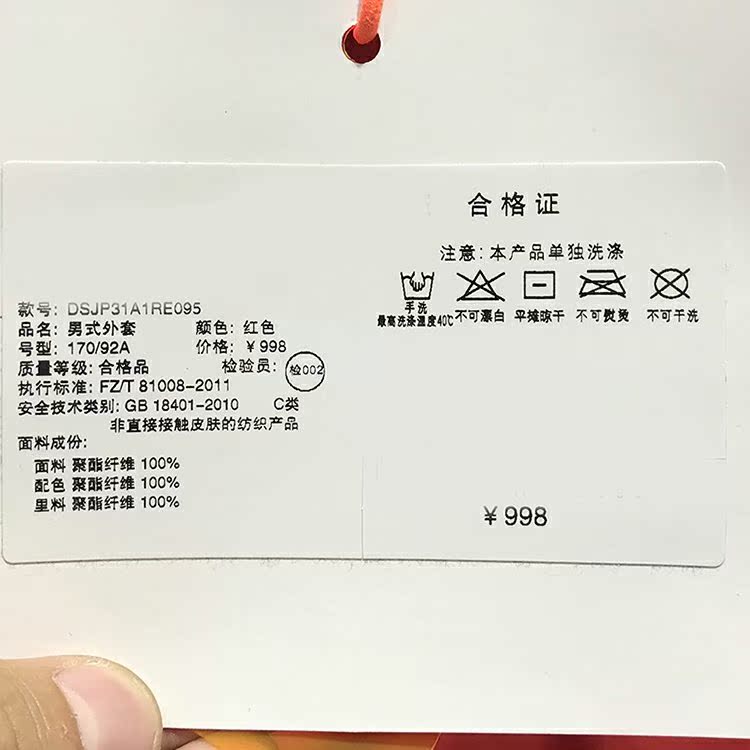 合格证
注意:本产品单独洗涤
手洗
最高洗涤温度40℃ 不可漂白 平摊晾干 不可熨烫 不可干洗
款号: DSJP31A1RE095
品名: 男式外套 颜色: 红色
号型: 170/92A 价格: ￥998
质量等级: 合格品 检验员: 检002
执行标准: FZ/T 81008-2011
安全技术类别: GB 18401-2010 C类
非直接接触皮肤的纺织产品
面料成份:
面料 聚酯纤维 100%
配色 聚酯纤维 100%
里料 聚酯纤维 100%
￥998